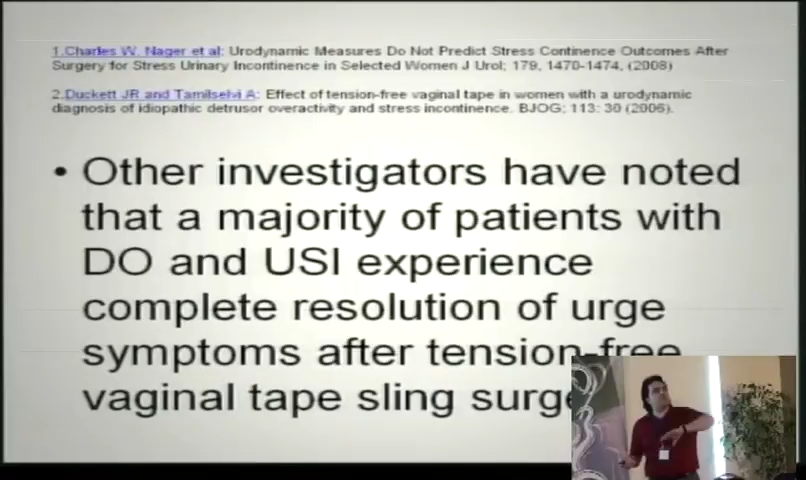 1.Charles W. Nager et al: Urodynamic Measures Do Not Predict Stress Continence Outcomes After
Surgery for Stress Urinary Incontinence in Selected Women J Urol; 179, 1470-1474, (2008)
2.Duckett JR and Tamilselvi A: Effect of tension-free vaginal tape in women with a urodynamic
diagnosis of idiopathic detrusor overactivity and stress incontinence. BJOG; 113: 30 (2006).
• Other investigators have noted
that a majority of patients with
DO and USI experience
complete resolution of urge
symptoms after tension-free
vaginal tape sling surge